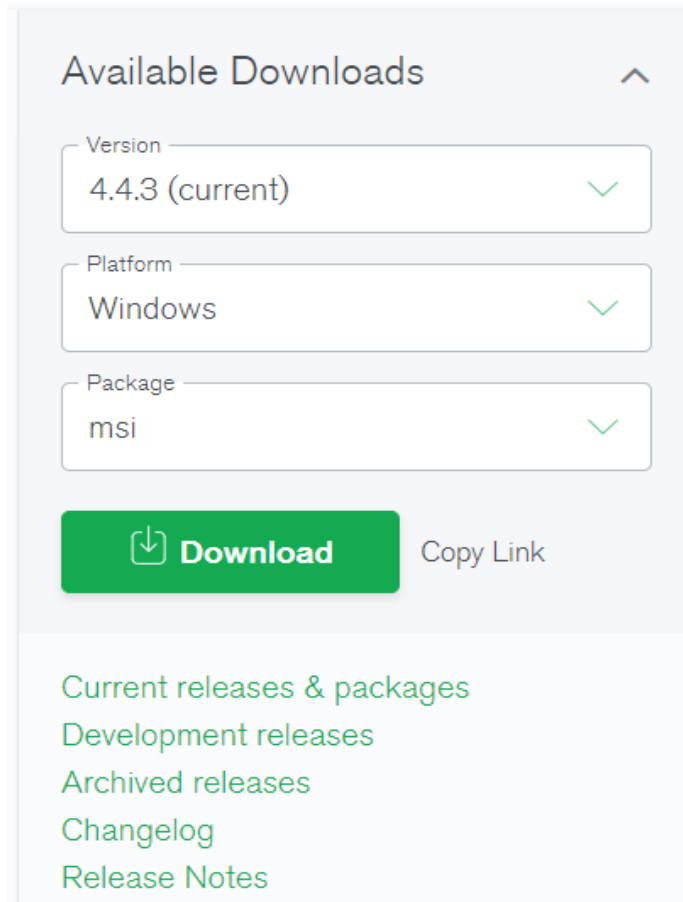 Available Downloads
Version
4.4.3 (current)
Platform
Windows
Package
msi
Download
Copy Link
Current releases & packages
Development releases
Archived releases
Changelog
Release Notes